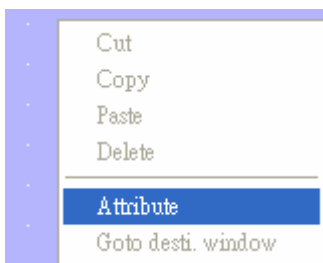 Cut
Copy
Paste
Delete
Attribute
Goto desti. window